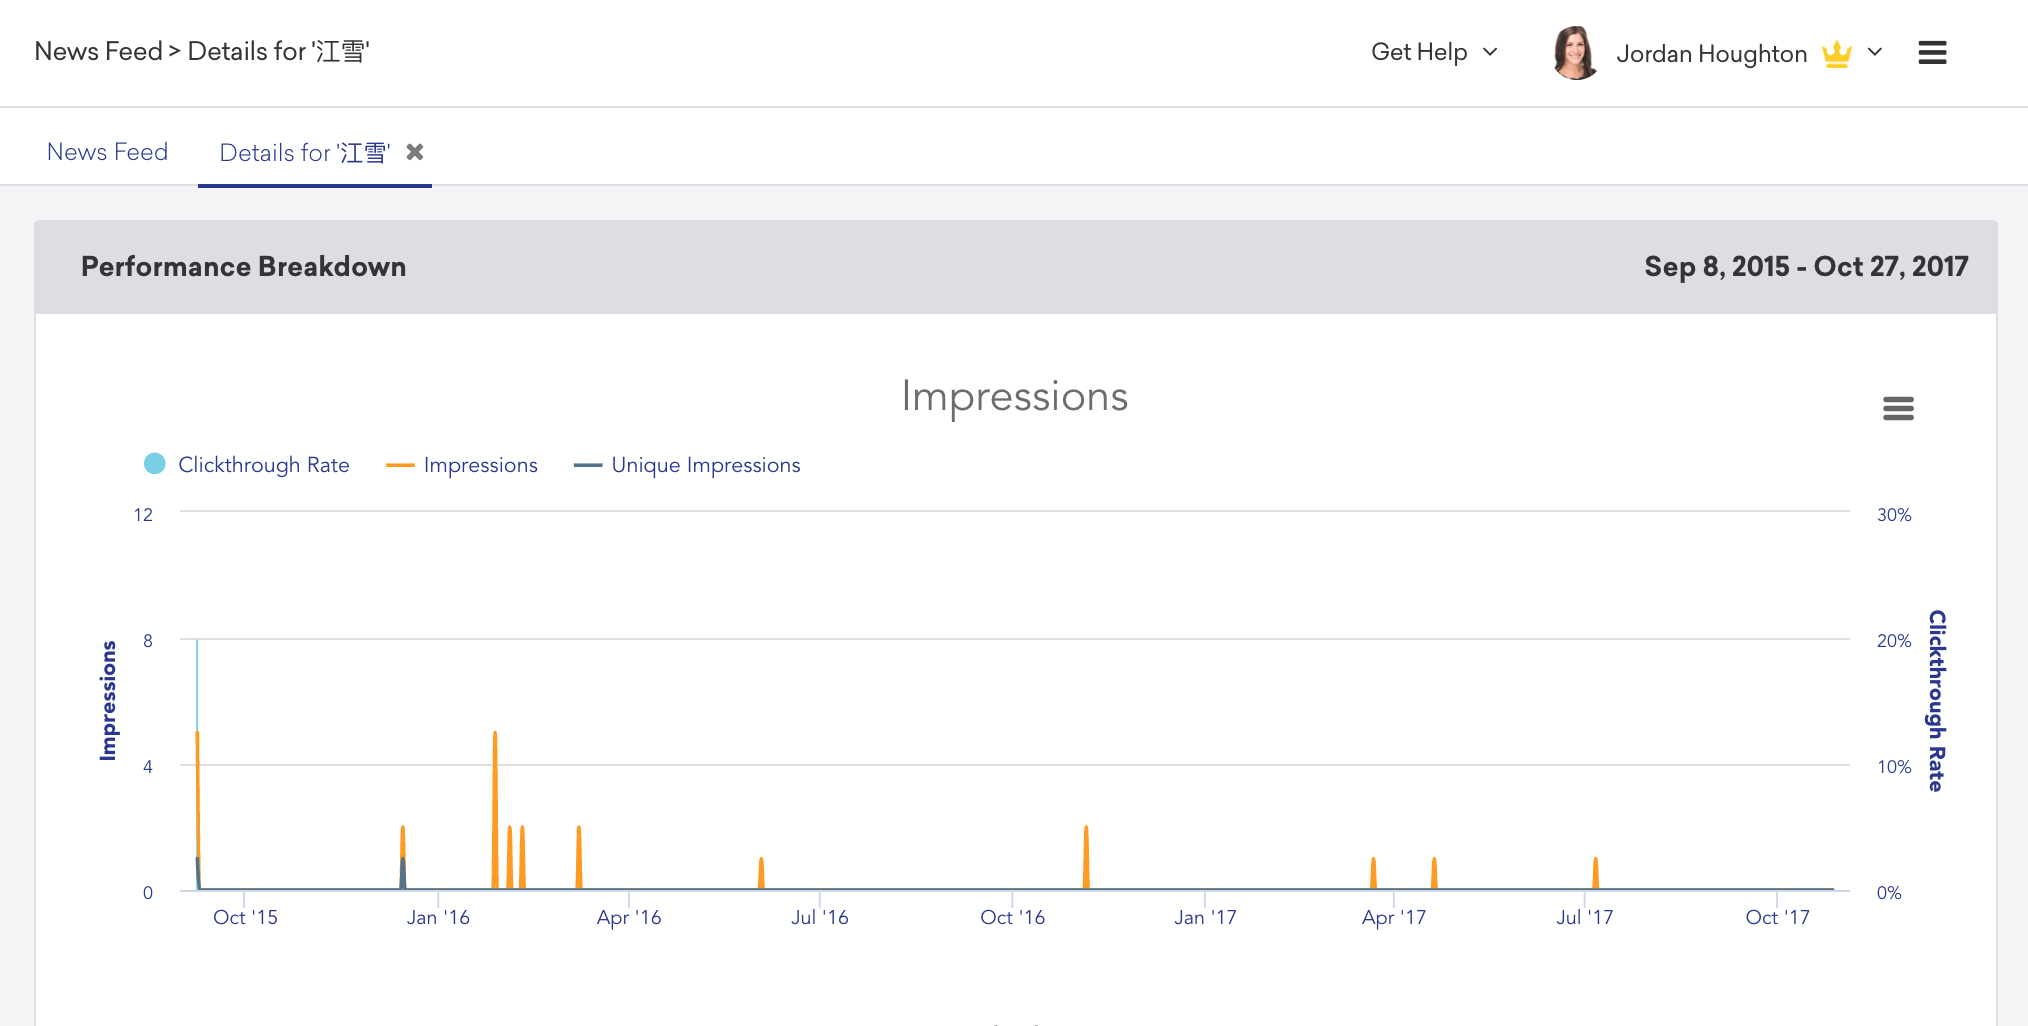 News Feed > Details for '江雪'
Get Help
Jordan Houghton
News Feed
Details for '江雪'
Performance Breakdown
Sep 8, 2015 - Oct 27, 2017
Impressions
Clickthrough Rate
Impressions
Unique Impressions
12
8
4
0
Impressions
30%
20%
10%
0%
Clickthrough Rate
Oct '15
Jan '16
Apr '16
Jul '16
Oct '16
Jan '17
Apr '17
Jul '17
Oct '17